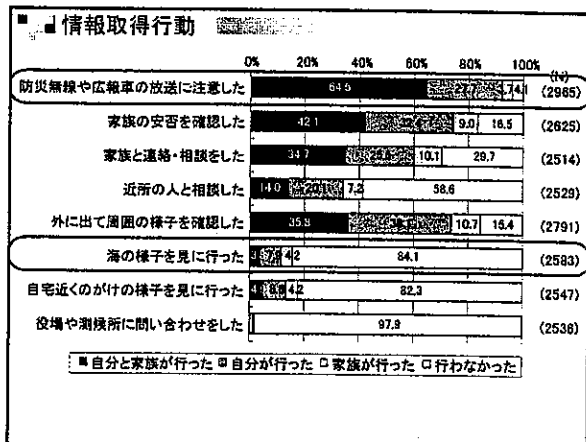 情報取得行動
0% 20% 40% 60% 80% 100%
(N)
防災無線や広報車の放送に注意した 64.5 27.7 4.1 (2965)
家族の安否を確認した 42.1 9.0 16.5 (2625)
家族と連絡・相談をした 34.7 10.1 29.7 (2514)
近所の人と相談した 14.0 20.1 7.2 58.6 (2529)
外に出て周囲の様子を確認した 35.3 10.7 15.4 (2791)
海の様子を見に行った 4.2 84.1 (2583)
自宅近くのがけの様子を見に行った 4.2 82.3 (2547)
役場や測候所に問い合わせをした 97.9 (2536)
自分と家族が行った 自分が行った 家族が行った 行わなかった